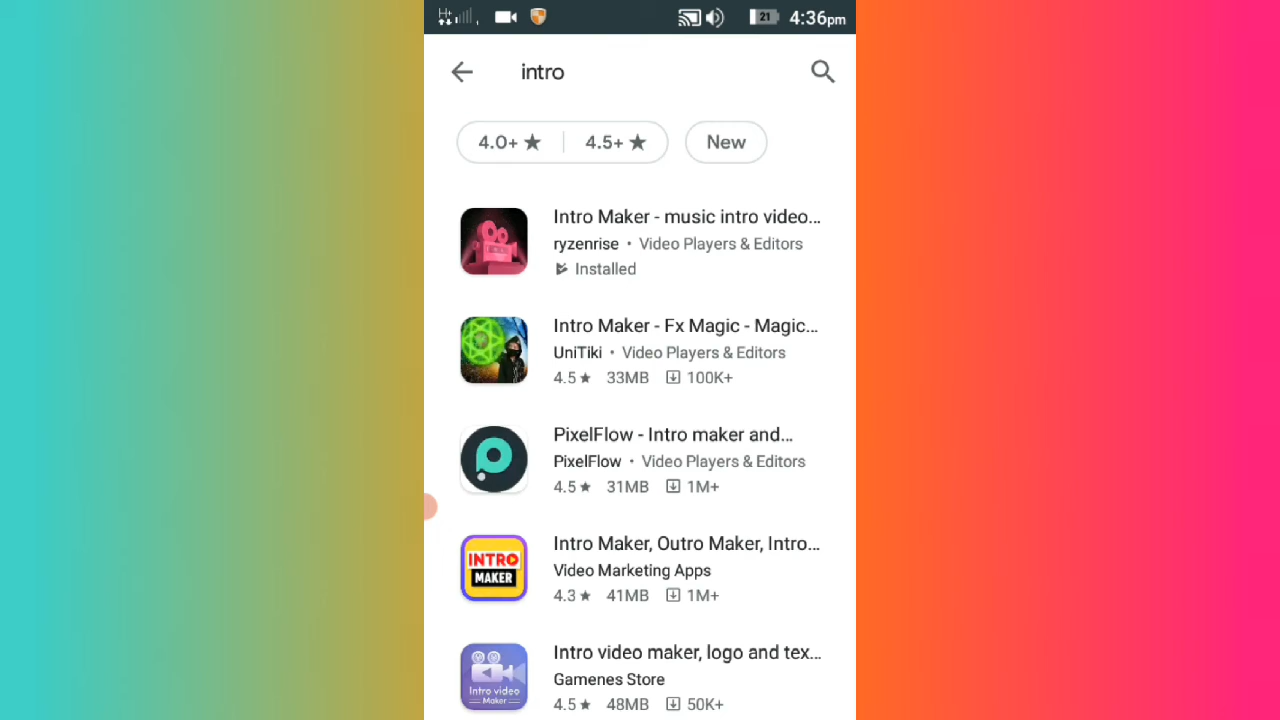 H+ 21 4:36pm
intro
4.0+ ★ 4.5+ ★ New
Intro Maker - music intro video...
ryzenrise • Video Players & Editors
Installed
Intro Maker - Fx Magic - Magic...
UniTiki • Video Players & Editors
4.5 ★ 33MB 100K+
PixelFlow - Intro maker and...
PixelFlow • Video Players & Editors
4.5 ★ 31MB 1M+
INTRO
MAKER
Intro Maker, Outro Maker, Intro...
Video Marketing Apps
4.3 ★ 41MB 1M+
Intro video
Maker
Intro video maker, logo and tex...
Gamenes Store
4.5 ★ 48MB 50K+